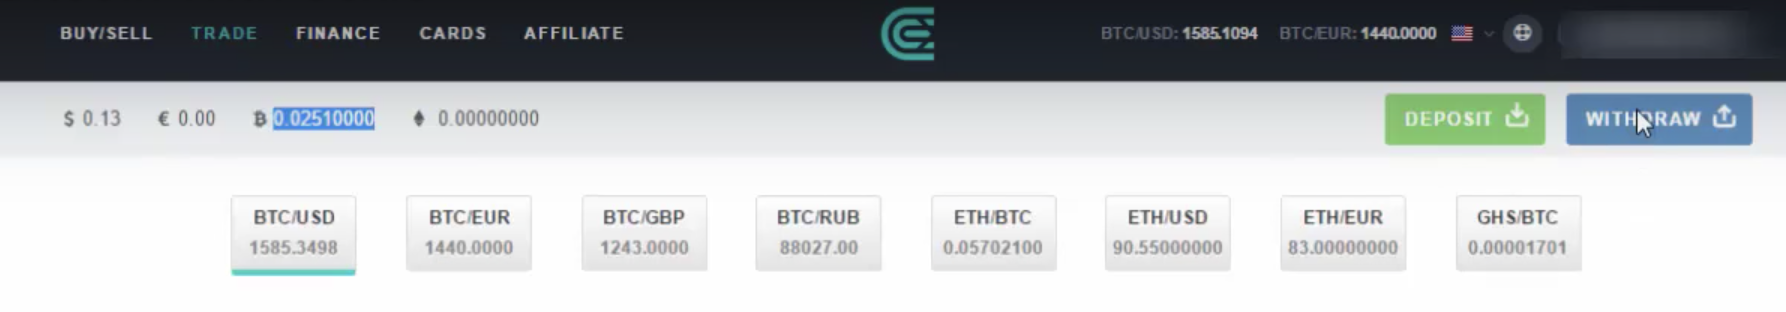 BUY/SELL TRADE FINANCE CARDS AFFILIATE BTC/USD: 1585.1094 BTC/EUR: 1440.0000
$ 0.13 € 0.00 ₿ 0.02510000 ♦ 0.00000000 DEPOSIT WITHDRAW
BTC/USD BTC/EUR BTC/GBP BTC/RUB ETH/BTC ETH/USD ETH/EUR GHS/BTC
1585.3498 1440.0000 1243.0000 88027.00 0.05702100 90.55000000 83.00000000 0.00001701